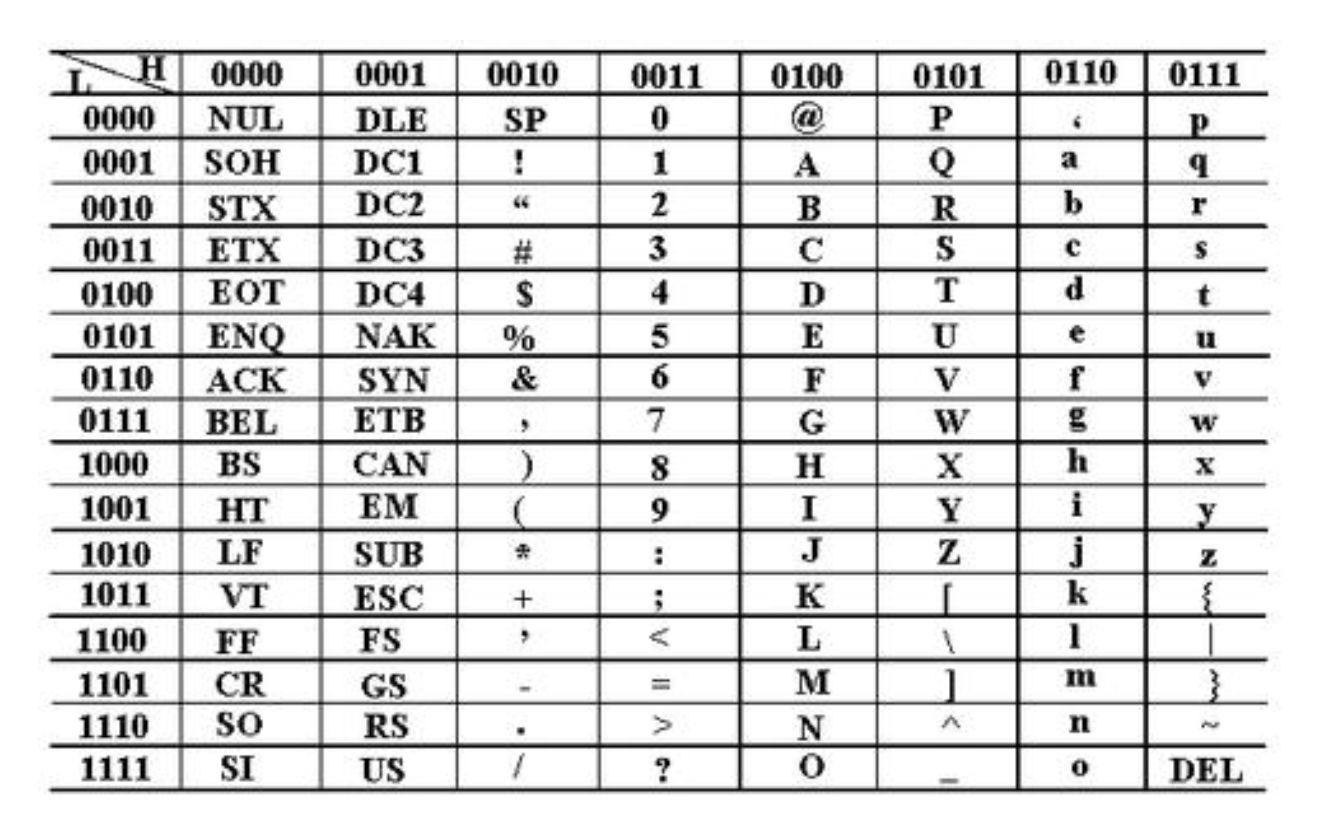 L H 0000 0001 0010 0011 0100 0101 0110 0111
0000 NUL DLE SP 0 @ P ‘ p
0001 SOH DC1 ! 1 A Q a q
0010 STX DC2 “ 2 B R b r
0011 ETX DC3 # 3 C S c s
0100 EOT DC4 $ 4 D T d t
0101 ENQ NAK % 5 E U e u
0110 ACK SYN & 6 F V f v
0111 BEL ETB ’ 7 G W g w
1000 BS CAN ) 8 H X h x
1001 HT EM ( 9 I Y i y
1010 LF SUB * : J Z j z
1011 VT ESC + ; K [ k {
1100 FF FS ’ < L \ l |
1101 CR GS - = M ] m }
1110 SO RS . > N ^ n ~
1111 SI US / ? O _ o DEL